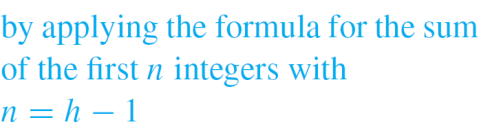 by applying the formula for the sum
of the first n integers with
n = h − 1